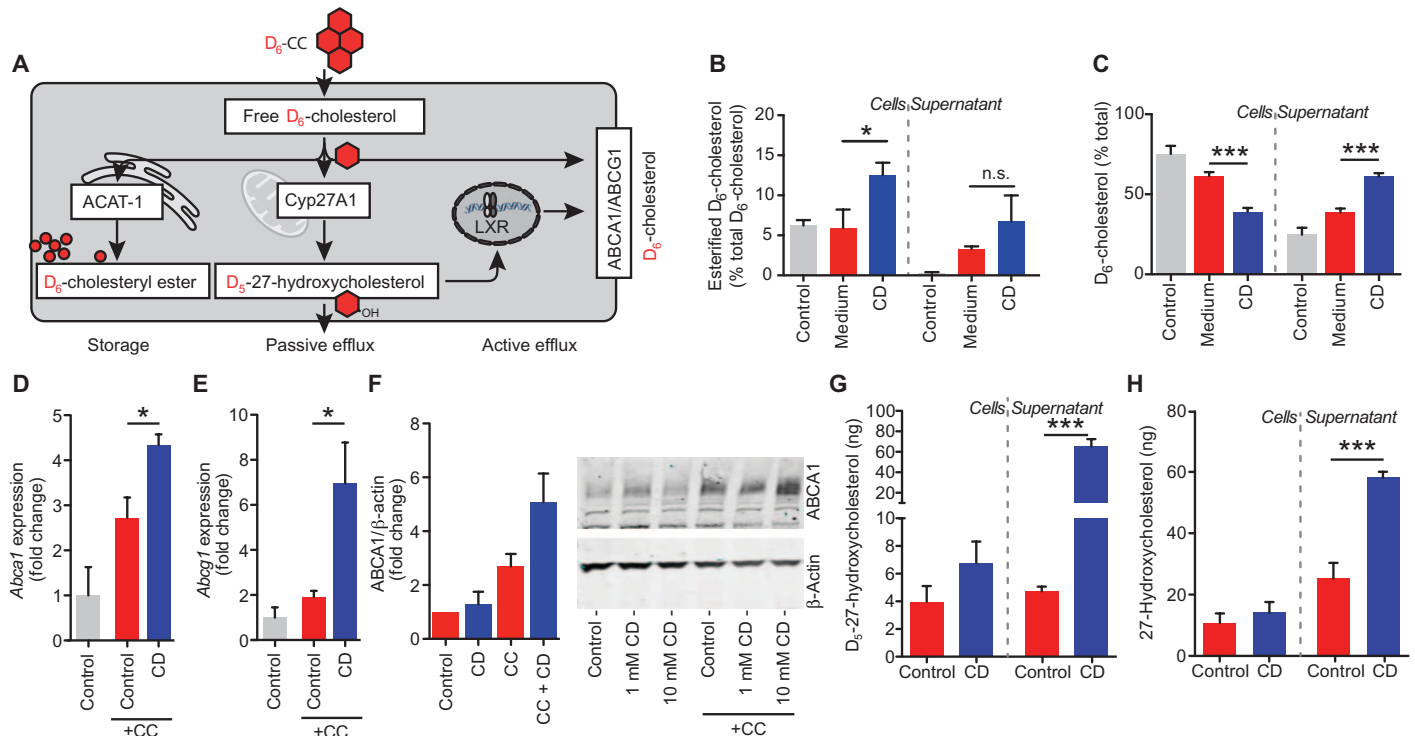 A
D6-CC
Free D6-cholesterol
ACAT-1
Cyp27A1
LXR
ABCA1/ABCG1
D6-cholesterol
D6-cholesteryl ester
D5-27-hydroxycholesterol
OH
Storage
Passive efflux
Active efflux
B
Esterified D6-cholesterol
(% total D6-cholesterol)
20
15
10
5
0
Cells
Supernatant
*
n.s.
Control
Medium
CD
Control
Medium
CD
C
D6-cholesterol (% total)
100
50
0
Cells
Supernatant
***
***
Control
Medium
CD
Control
Medium
CD
D
Abca1 expression
(fold change)
5
4
3
2
1
0
*
Control
Control
CD
+CC
E
Abcg1 expression
(fold change)
10
8
6
4
2
0
*
Control
Control
CD
+CC
F
ABCA1/β-actin
(fold change)
8
6
4
2
0
Control
CD
CC
CC + CD
ABCA1
β-Actin
Control
1 mM CD
10 mM CD
Control
1 mM CD
10 mM CD
+CC
G
D5-27-hydroxycholesterol (ng)
100
80
60
40
20
10
8
6
4
2
0
Cells
Supernatant
***
Control
CD
Control
CD
H
27-Hydroxycholesterol (ng)
80
60
40
20
0
Cells
Supernatant
***
Control
CD
Control
CD